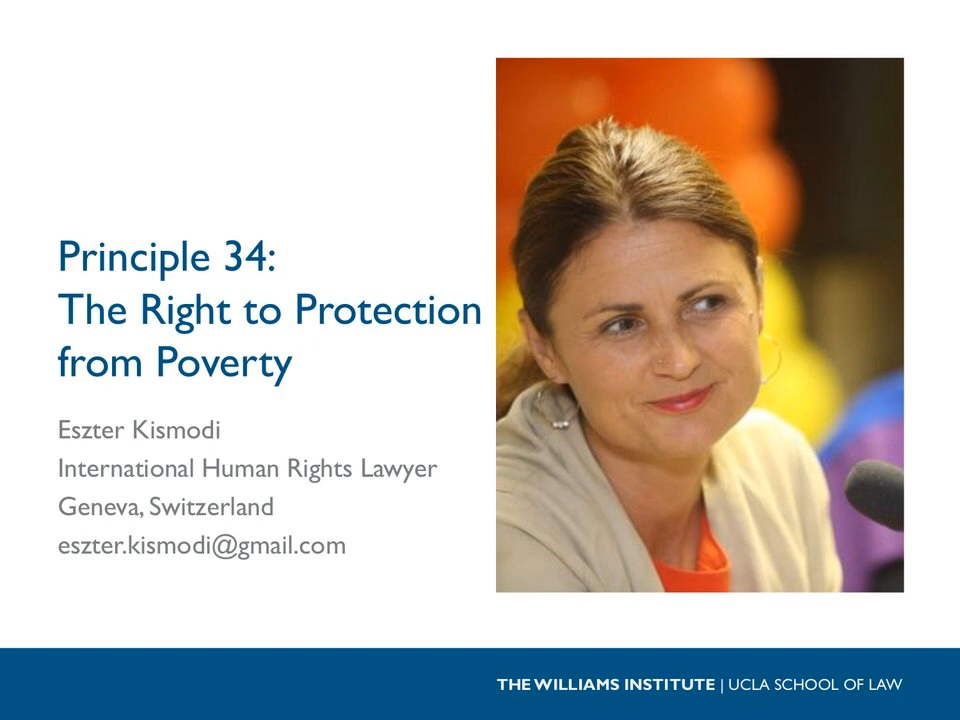 Principle 34:
The Right to Protection
from Poverty
Eszter Kismodi
International Human Rights Lawyer
Geneva, Switzerland
eszter.kismodi@gmail.com
THE WILLIAMS INSTITUTE | UCLA SCHOOL OF LAW